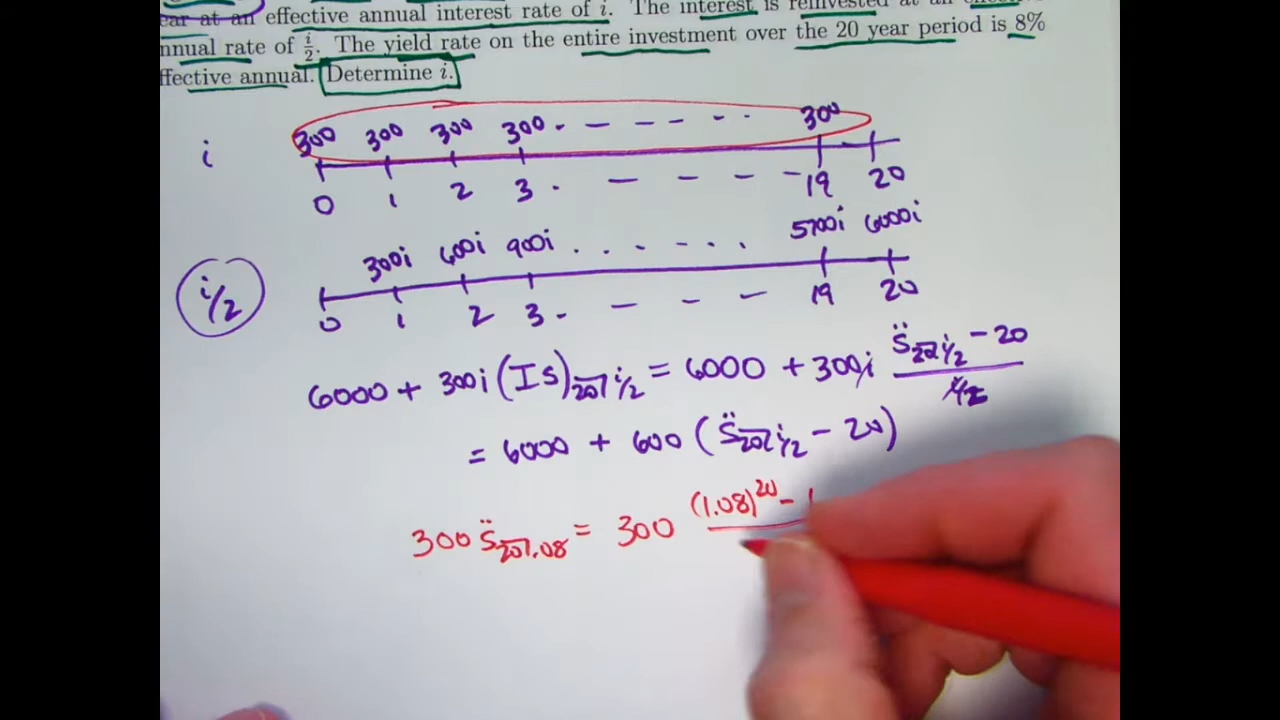 ear at an effective annual interest rate of i. The interest is reinvested at an
nnual rate of i/2. The yield rate on the entire investment over the 20 year period is 8%
ffective annual. Determine i.
300 300 300 300 . - - - - . . 300
i
0 1 2 3 . - - - - 19 20
300i 600i 900i . . . - . . . 5700i 6000i
i/2
0 1 2 3 . - - - 19 20
6000 + 300i (Is)20⌉ i/2 = 6000 + 300i (s̈20⌉ i/2 - 20)/(i/2)
= 6000 + 600 (s̈20⌉ i/2 - 20)
300 s̈20⌉.08 = 300 (1.08)^20 - 1